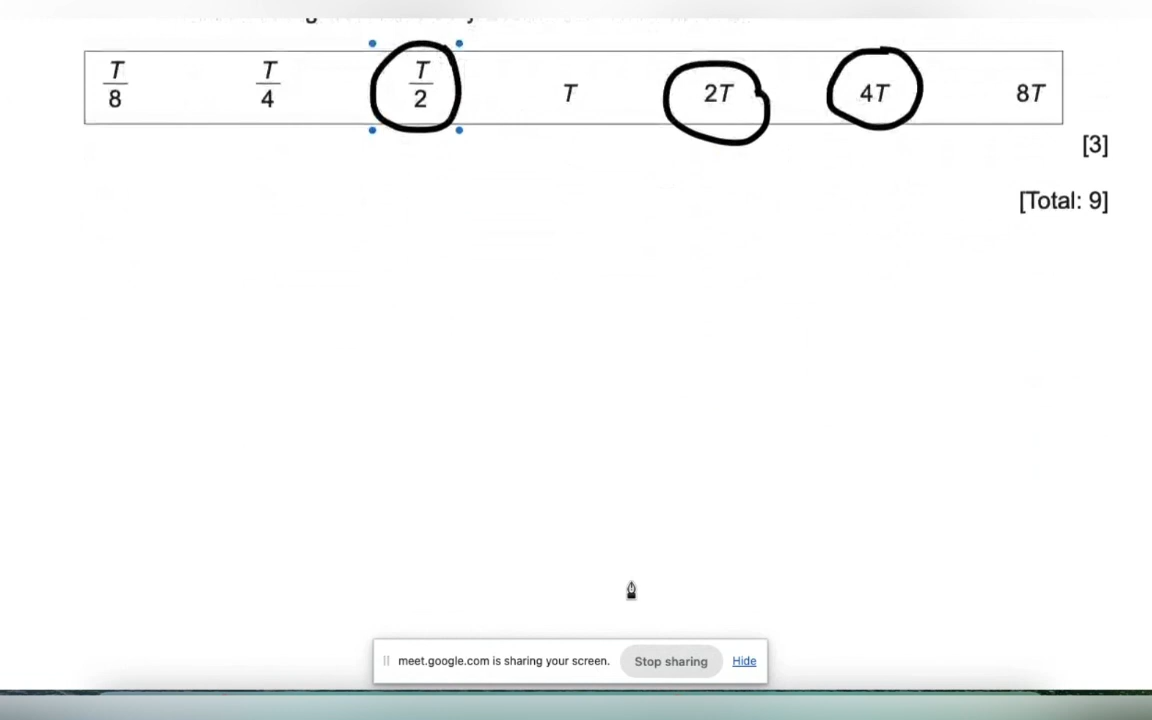 T/8 T/4 T/2 T 2T 4T 8T
[3]
[Total: 9]
meet.google.com is sharing your screen. Stop sharing Hide